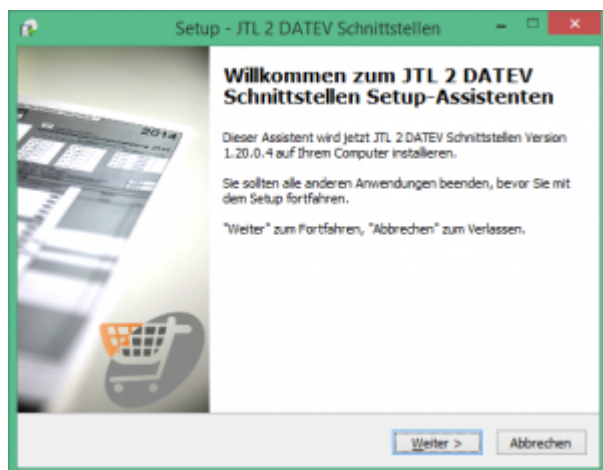 Setup - JTL 2 DATEV Schnittstellen
Willkommen zum JTL 2 DATEV
Schnittstellen Setup-Assistenten
2014
Dieser Assistent wird jetzt JTL 2 DATEV Schnittstellen Version
1.20.0.4 auf Ihrem Computer installieren.
Sie sollten alle anderen Anwendungen beenden, bevor Sie mit
dem Setup fortfahren.
"Weiter" zum Fortfahren, "Abbrechen" zum Verlassen.
Weiter >
Abbrechen